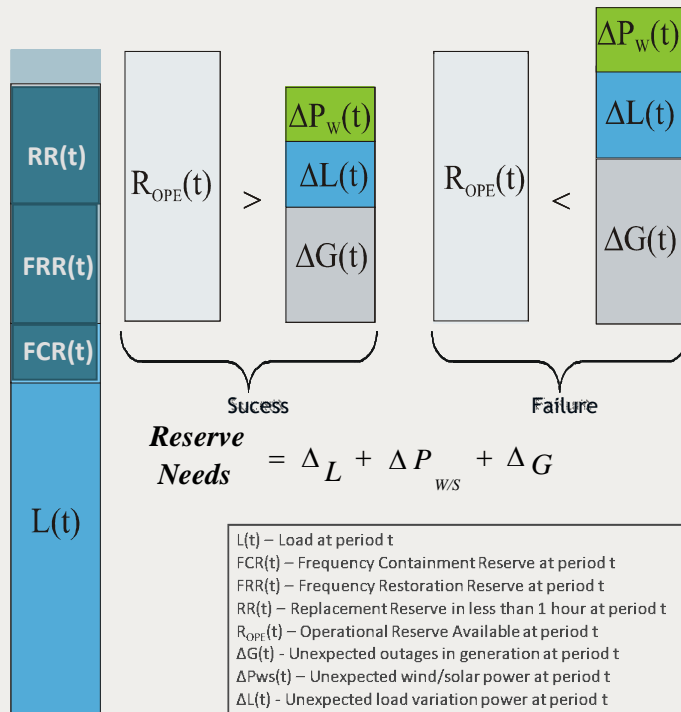 RR(t)
FRR(t)
FCR(t)
L(t)
R_OPE(t)
>
ΔP_W(t)
ΔL(t)
ΔG(t)
R_OPE(t)
<
ΔP_W(t)
ΔL(t)
ΔG(t)
Sucess
Failure
Reserve
Needs
= Δ_L + ΔP_W/S + Δ_G
L(t) – Load at period t
FCR(t) – Frequency Containment Reserve at period t
FRR(t) – Frequency Restoration Reserve at period t
RR(t) – Replacement Reserve in less than 1 hour at period t
R_OPE(t) – Operational Reserve Available at period t
ΔG(t) - Unexpected outages in generation at period t
ΔPws(t) – Unexpected wind/solar power at period t
ΔL(t) - Unexpected load variation power at period t